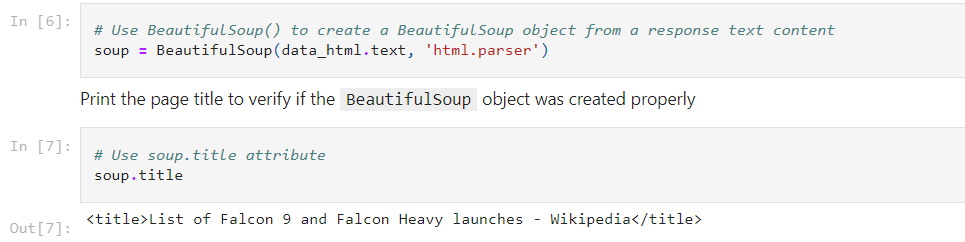 In [6]:
# Use BeautifulSoup() to create a BeautifulSoup object from a response text content
soup = BeautifulSoup(data_html.text, 'html.parser')
Print the page title to verify if the BeautifulSoup object was created properly
In [7]:
# Use soup.title attribute
soup.title
Out[7]:
<title>List of Falcon 9 and Falcon Heavy launches - Wikipedia</title>